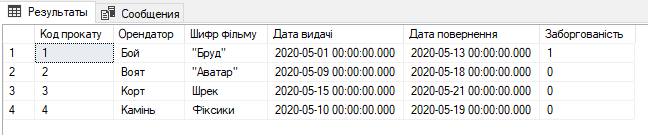 Результаты Сообщения
Код прокату Орендатор Шифр фільму Дата видачі Дата повернення Заборгованість
1 1 Бой "Бруд" 2020-05-01 00:00:00.000 2020-05-13 00:00:00.000 1
2 2 Воят "Аватар" 2020-05-09 00:00:00.000 2020-05-18 00:00:00.000 0
3 3 Корт Шрек 2020-05-15 00:00:00.000 2020-05-21 00:00:00.000 0
4 4 Камінь Фіксики 2020-05-10 00:00:00.000 2020-05-19 00:00:00.000 0